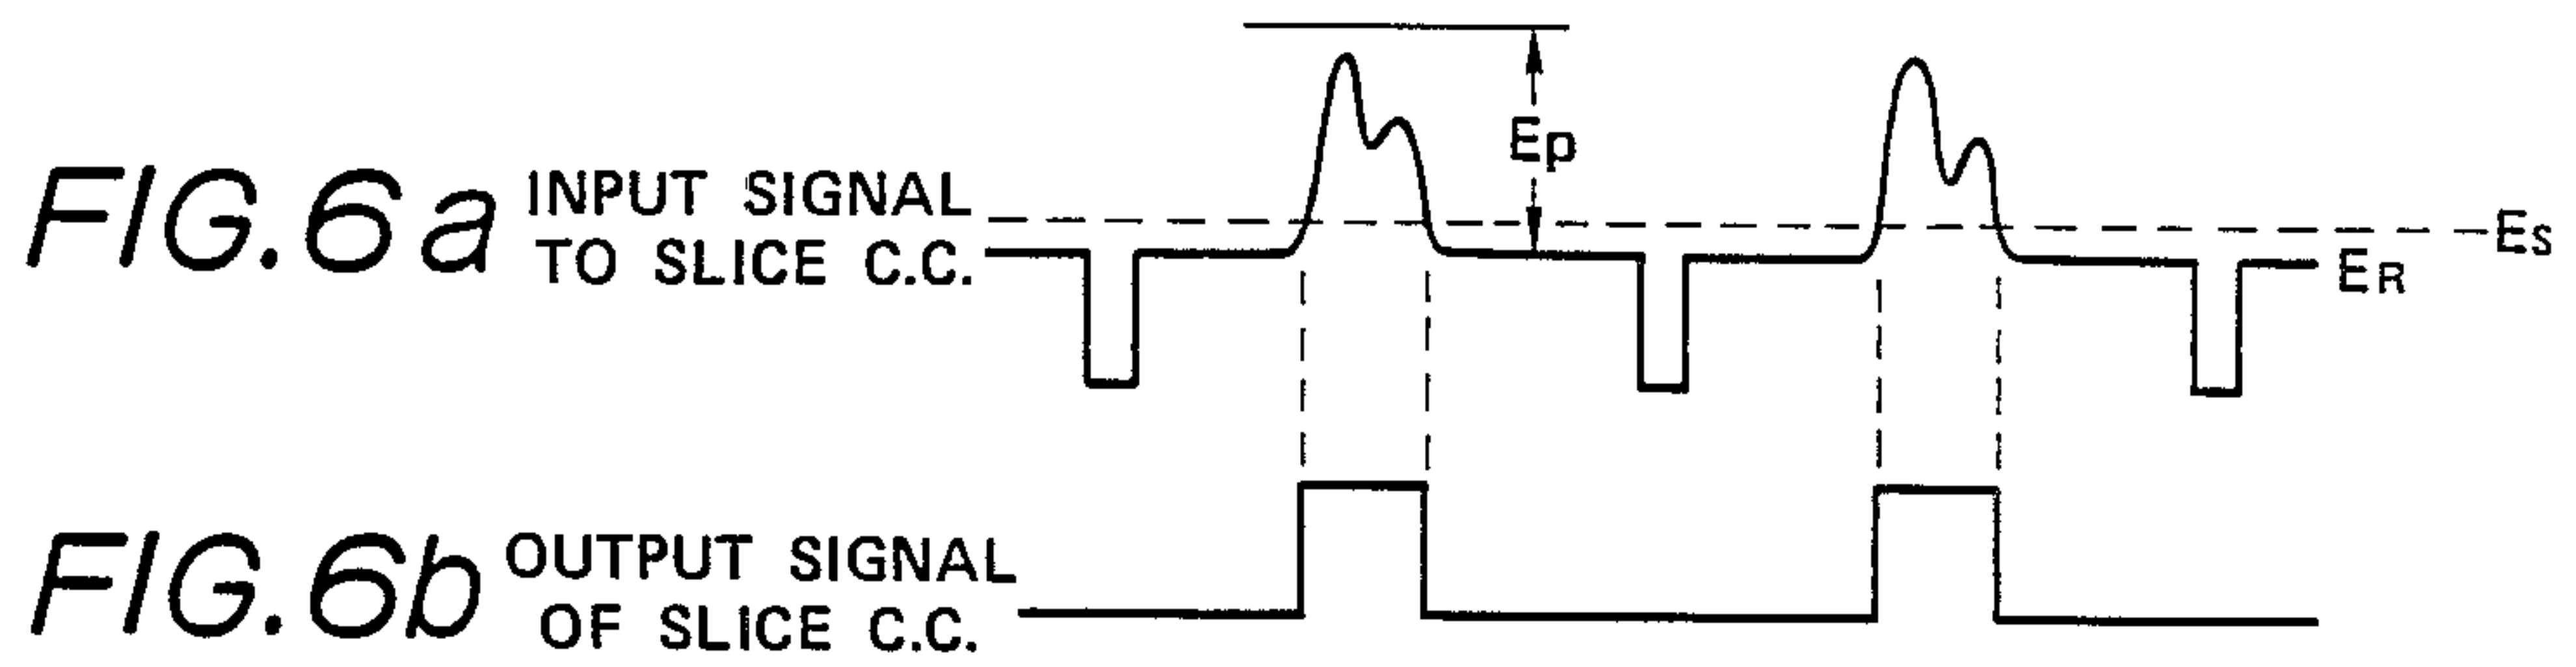 FIG.6a INPUT SIGNAL
TO SLICE C.C.
Ep
Es
ER
FIG.6b OUTPUT SIGNAL
OF SLICE C.C.